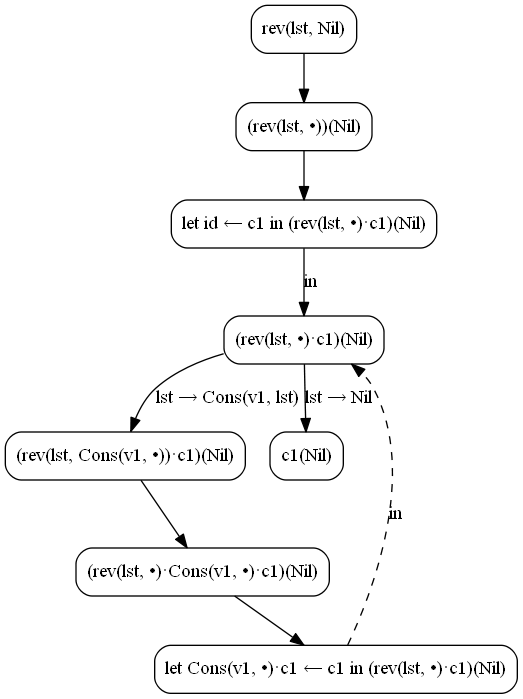 rev(lst, Nil)
(rev(lst, •))(Nil)
let id ← c1 in (rev(lst, •)·c1)(Nil)
in
(rev(lst, •)·c1)(Nil)
lst → Cons(v1, lst)
lst → Nil
(rev(lst, Cons(v1, •))·c1)(Nil)
c1(Nil)
in
(rev(lst, •)·Cons(v1, •)·c1)(Nil)
let Cons(v1, •)·c1 ← c1 in (rev(lst, •)·c1)(Nil)